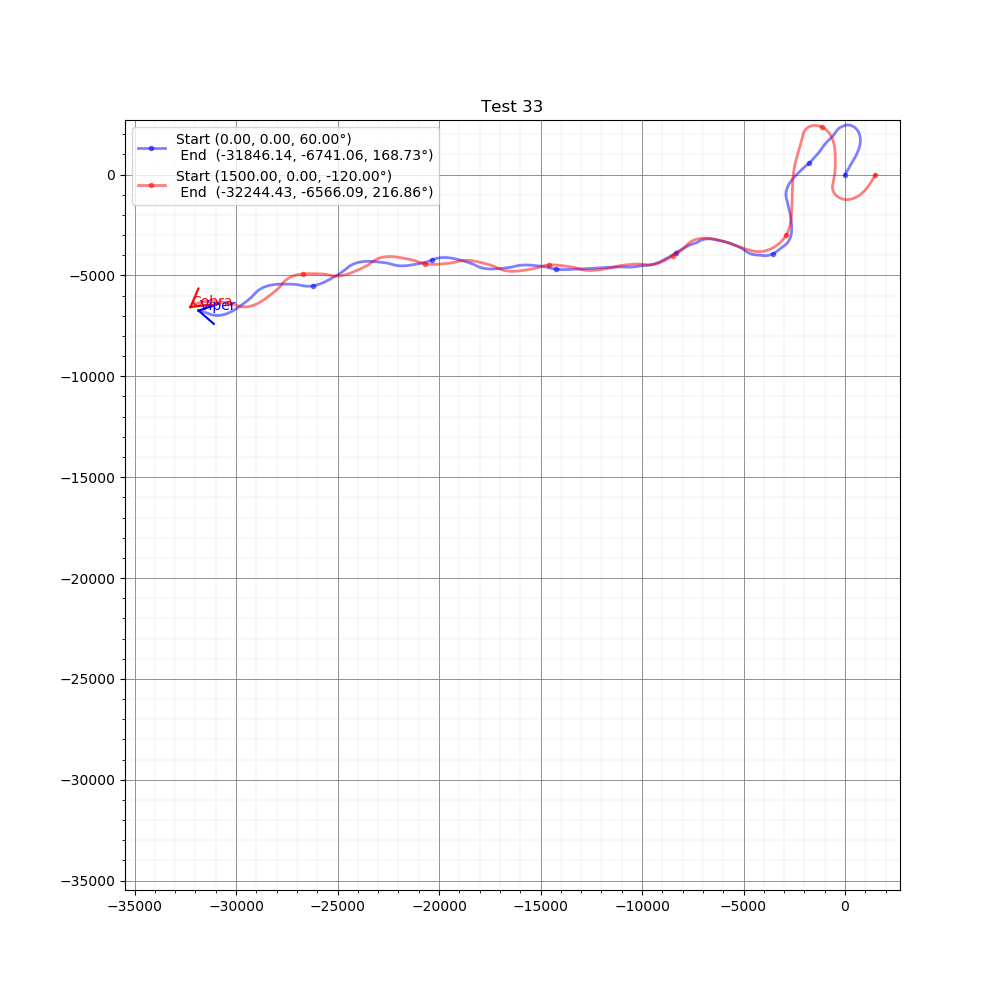 Test 33
Start (0.00, 0.00, 60.00°)
End (-31846.14, -6741.06, 168.73°)
Start (1500.00, 0.00, -120.00°)
End (-32244.43, -6566.09, 216.86°)
0
−5000
−10000
−15000
−20000
−25000
−30000
−35000
Cobra
Viper
−35000 −30000 −25000 −20000 −15000 −10000 −5000 0